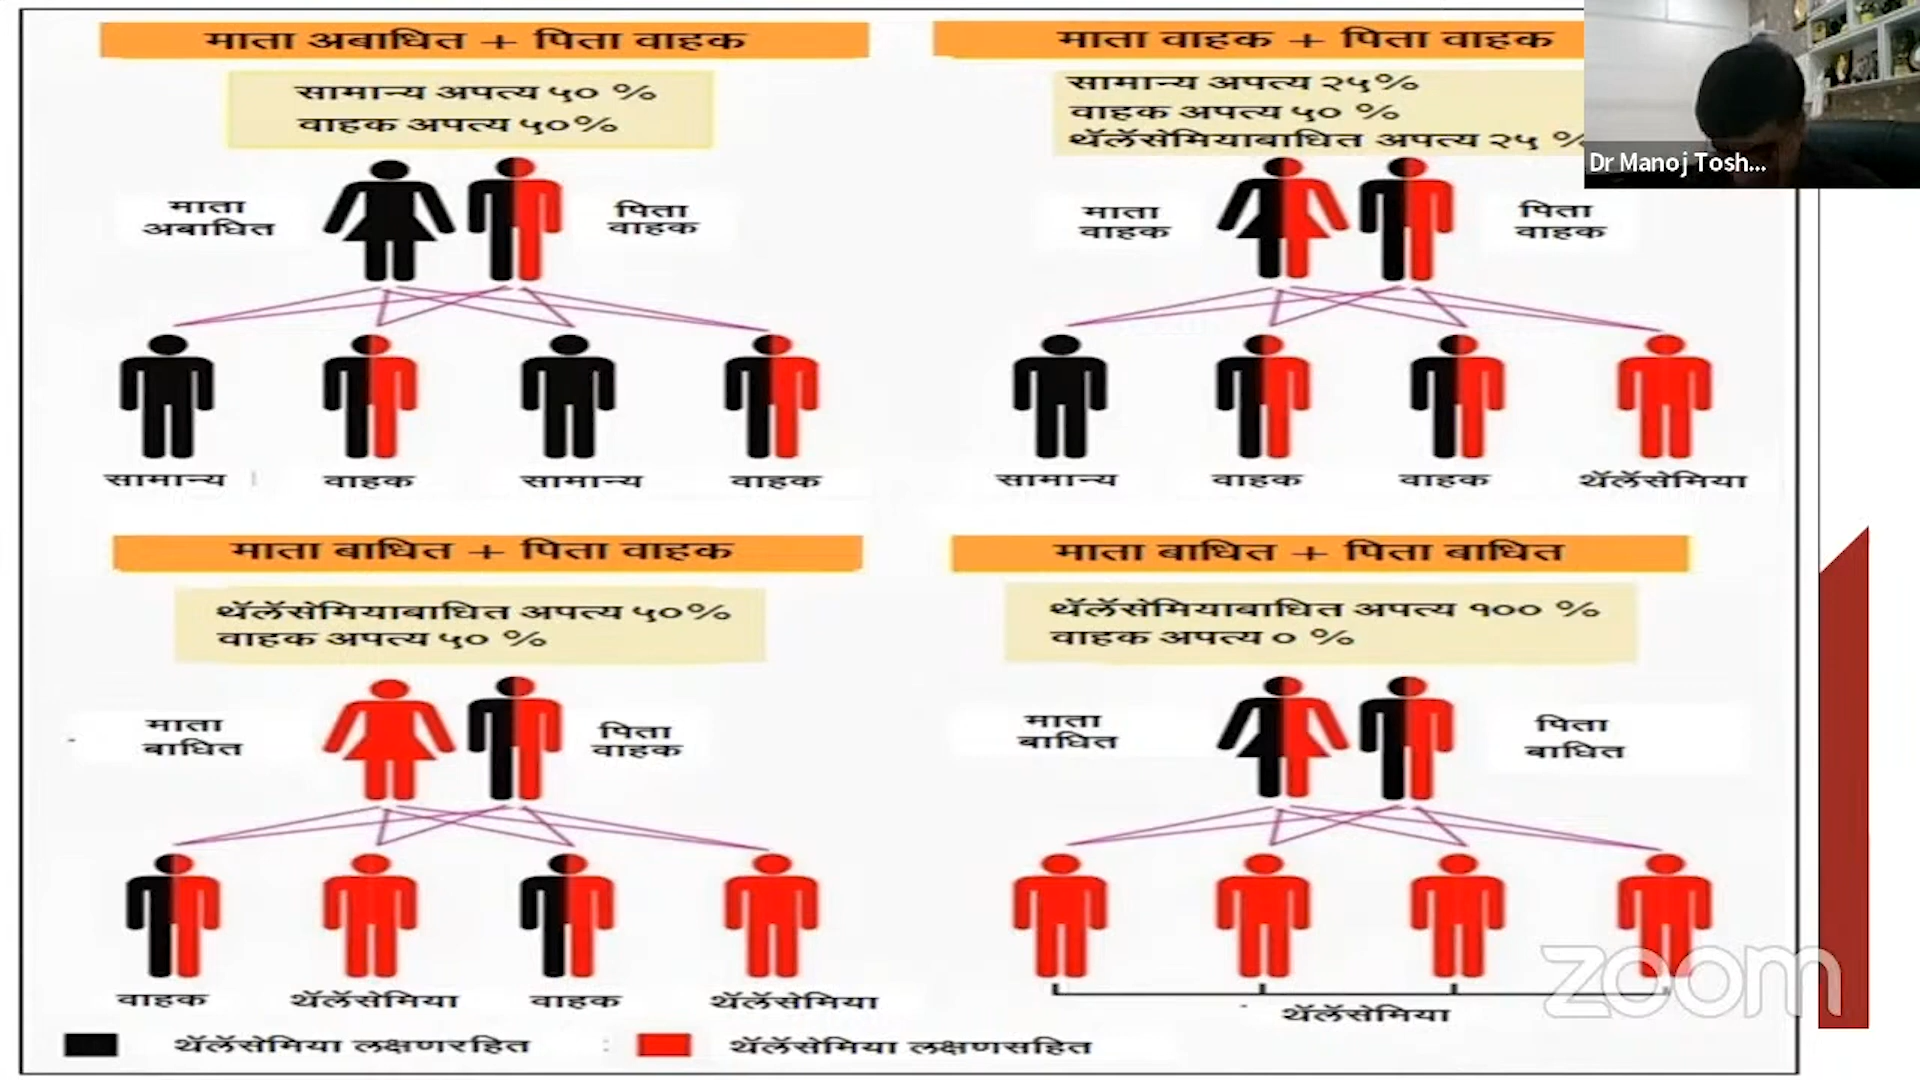 माता अबाधित + पिता वाहक
सामान्य अपत्य ५० %
वाहक अपत्य ५०%
माता
अबाधित
पिता
वाहक
सामान्य
वाहक
सामान्य
वाहक
माता वाहक + पिता वाहक
सामान्य अपत्य २५%
वाहक अपत्य ५० %
थॅलॅसेमियाबाधित अपत्य २५ %
माता
वाहक
पिता
वाहक
सामान्य
वाहक
वाहक
थॅलॅसेमिया
Dr Manoj Tosh...
माता बाधित + पिता वाहक
थॅलॅसेमियाबाधित अपत्य ५०%
वाहक अपत्य ५० %
माता
बाधित
पिता
वाहक
वाहक
थॅलॅसेमिया
वाहक
थॅलॅसेमिया
माता बाधित + पिता बाधित
थॅलॅसेमियाबाधित अपत्य १०० %
वाहक अपत्य ० %
माता
बाधित
पिता
बाधित
थॅलॅसेमिया
थॅलॅसेमिया लक्षणरहित
थॅलॅसेमिया लक्षणसहित
zoom